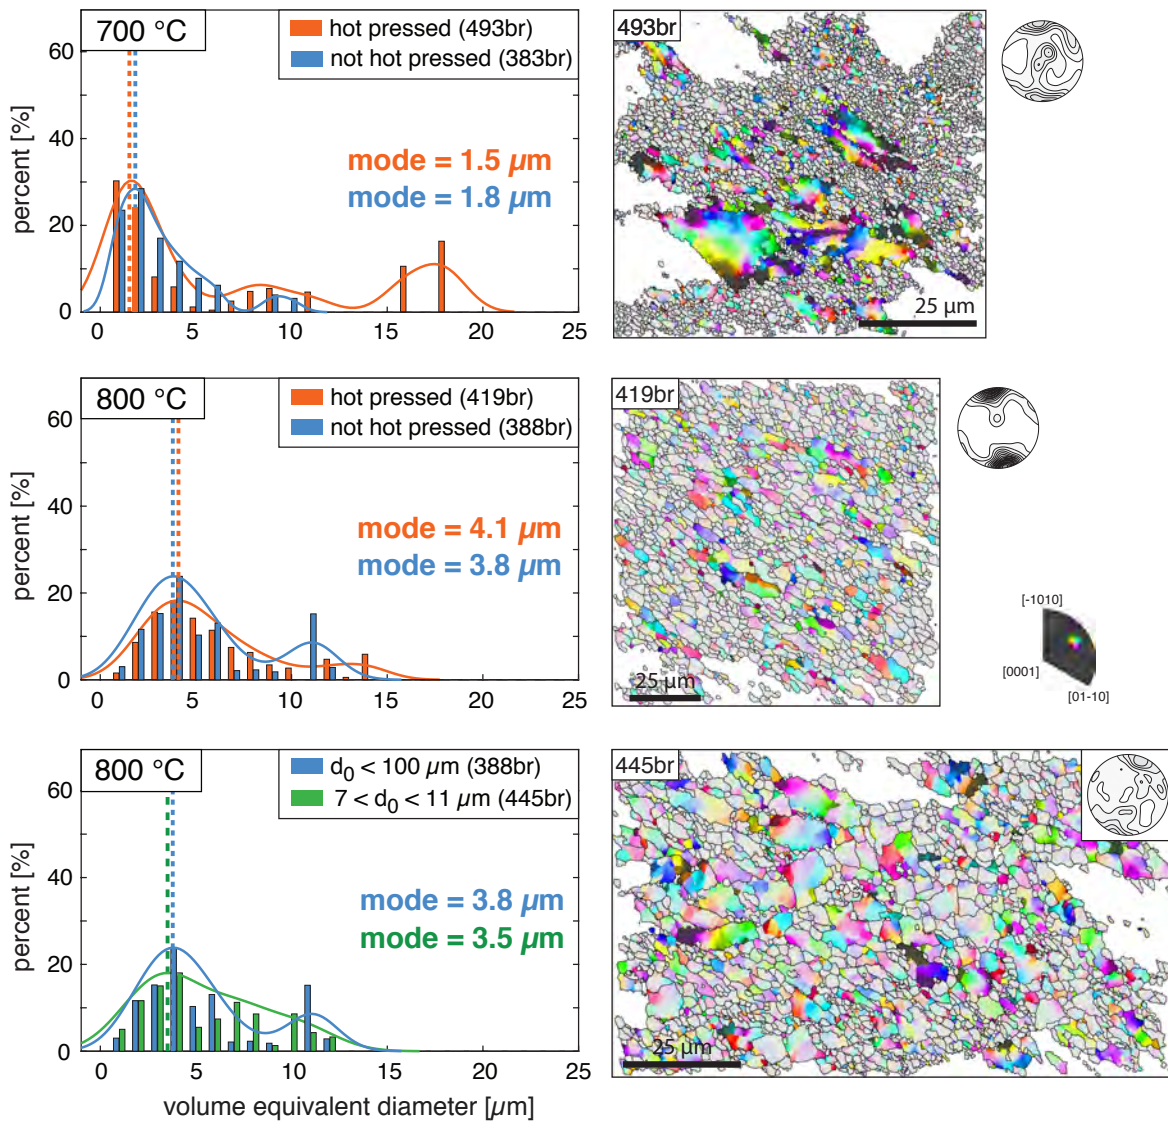 700 °C
hot pressed (493br)
not hot pressed (383br)
mode = 1.5 µm
mode = 1.8 µm
percent [%]
60
40
20
0
0 5 10 15 20 25
493br
25 µm
800 °C
hot pressed (419br)
not hot pressed (388br)
mode = 4.1 µm
mode = 3.8 µm
percent [%]
60
40
20
0
0 5 10 15 20 25
419br
25 µm
[-1010]
[0001]
[01-10]
800 °C
d0 < 100 µm (388br)
7 < d0 < 11 µm (445br)
mode = 3.8 µm
mode = 3.5 µm
percent [%]
60
40
20
0
0 5 10 15 20 25
volume equivalent diameter [µm]
445br
25 µm